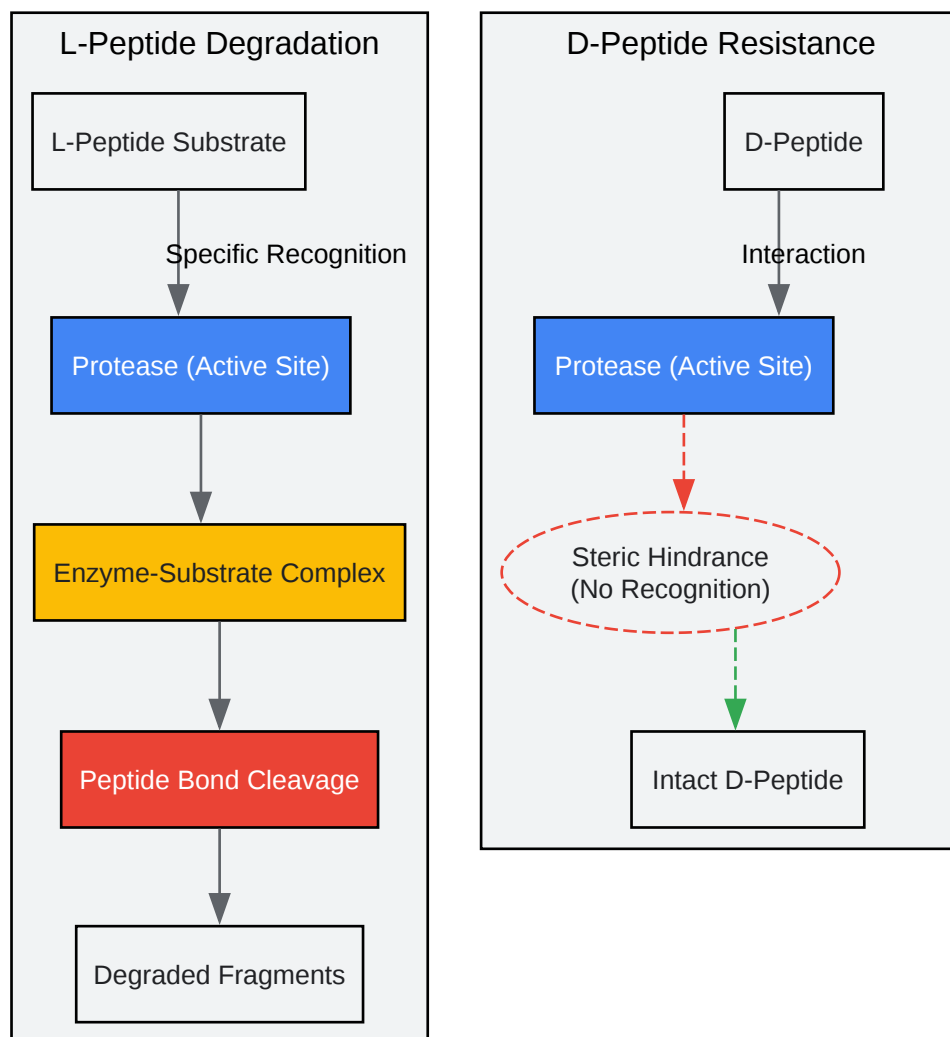 L-Peptide Degradation
L-Peptide Substrate
Specific Recognition
Protease (Active Site)
Enzyme-Substrate Complex
Peptide Bond Cleavage
Degraded Fragments
D-Peptide Resistance
D-Peptide
Interaction
Protease (Active Site)
Steric Hindrance
(No Recognition)
Intact D-Peptide